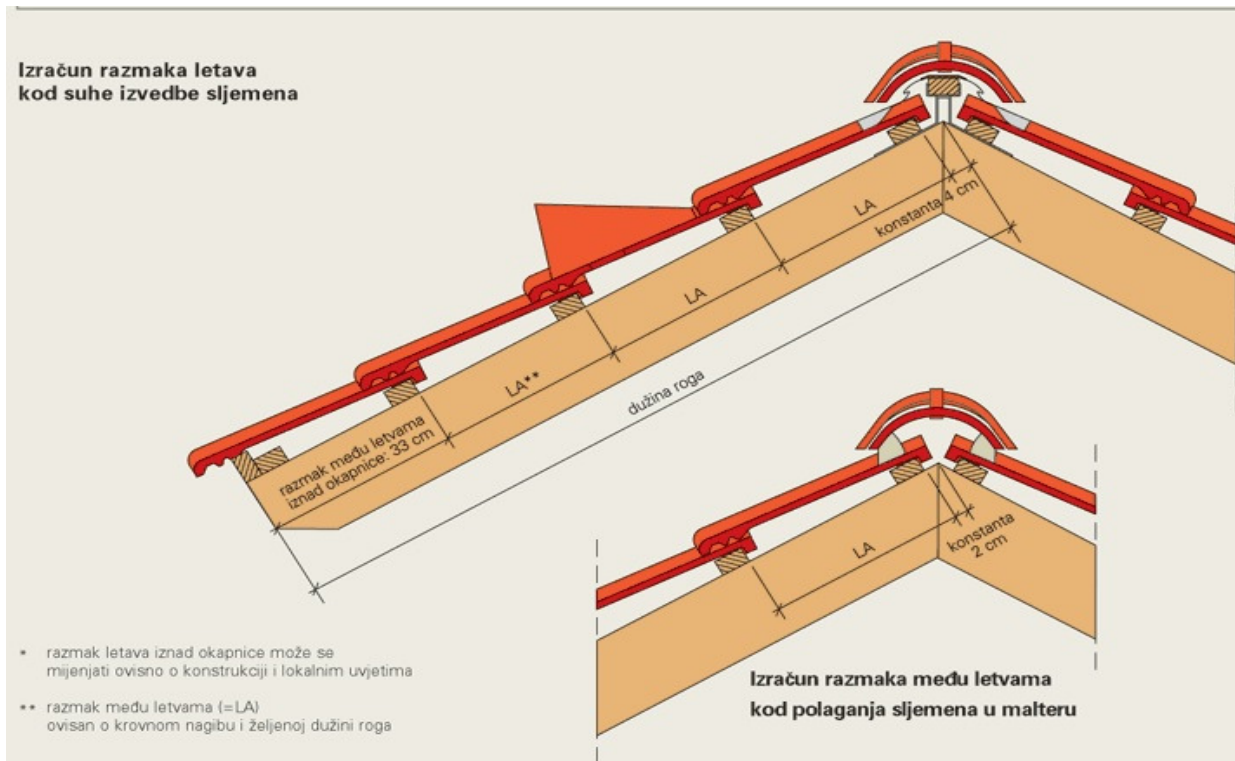 Izračun razmaka letava
kod suhe izvedbe sljemena
LA
konstanta 4 cm
LA
LA**
dužina roga
razmak među letvama
iznad okapnice: 33 cm
LA
konstanta
2 cm
* razmak letava iznad okapnice može se
mijenjati ovisno o konstrukciji i lokalnim uvjetima
** razmak među letvama (=LA)
ovisan o krovnom nagibu i željenoj dužini roga
Izračun razmaka među letvama
kod polaganja sljemena u malteru